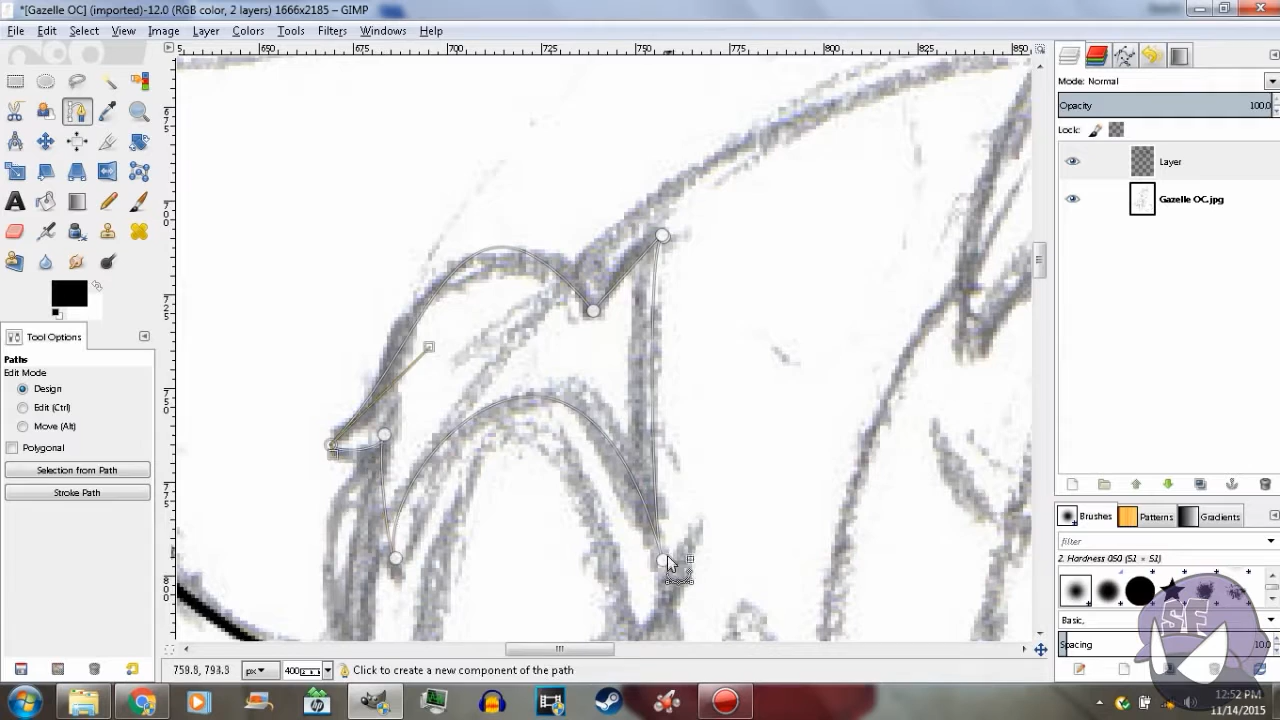 *[Gazelle OC] (imported)-12.0 (RGB color, 2 layers) 1666x2185 – GIMP
File Edit Select View Image Layer Colors Tools Filters Windows Help
650 675 700 725 750 775 800 825 850
Mode: Normal
Opacity 100.0
Lock:
Layer
Gazelle OC.jpg
Tool Options
Paths
Edit Mode
Design
Edit (Ctrl)
Move (Alt)
Polygonal
Selection from Path
Stroke Path
Brushes Patterns Gradients
filter
2. Hardness 050 (51 × 51)
Basic,
SF
Spacing 10.0
px 400 Click to create a new component of the path
12:52 PM
11/14/2015